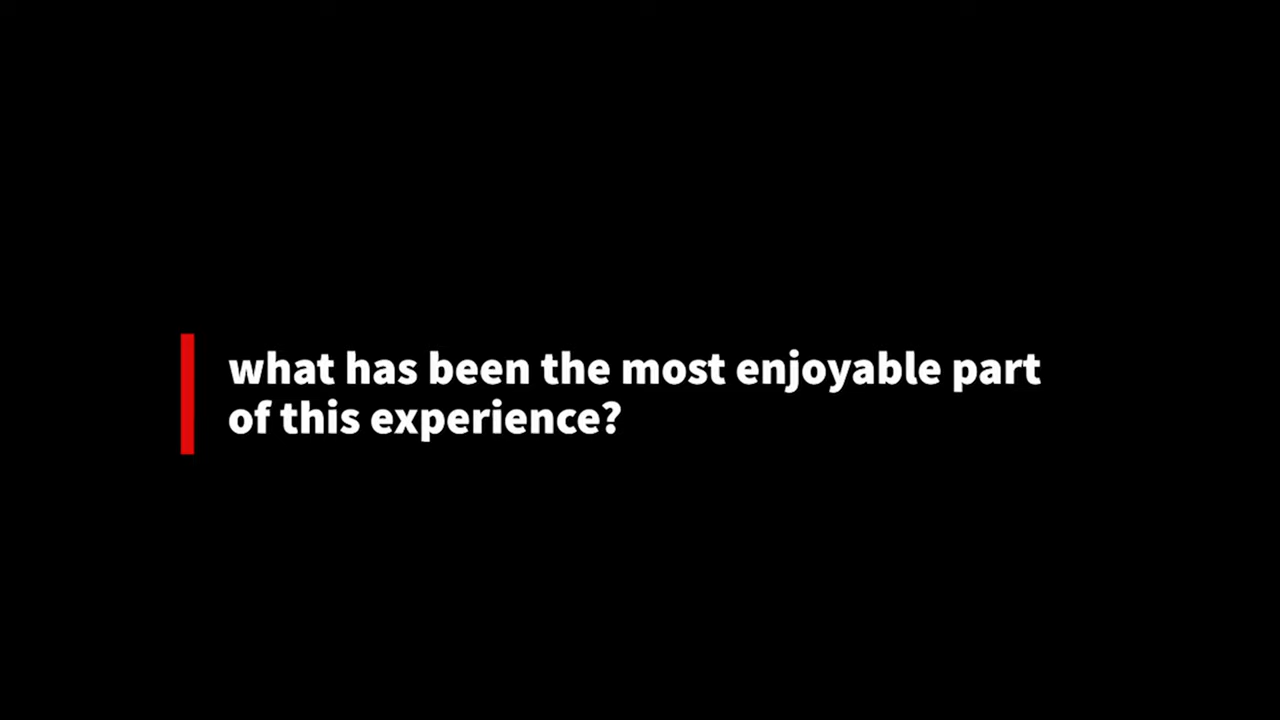 what has been the most enjoyable part
of this experience?